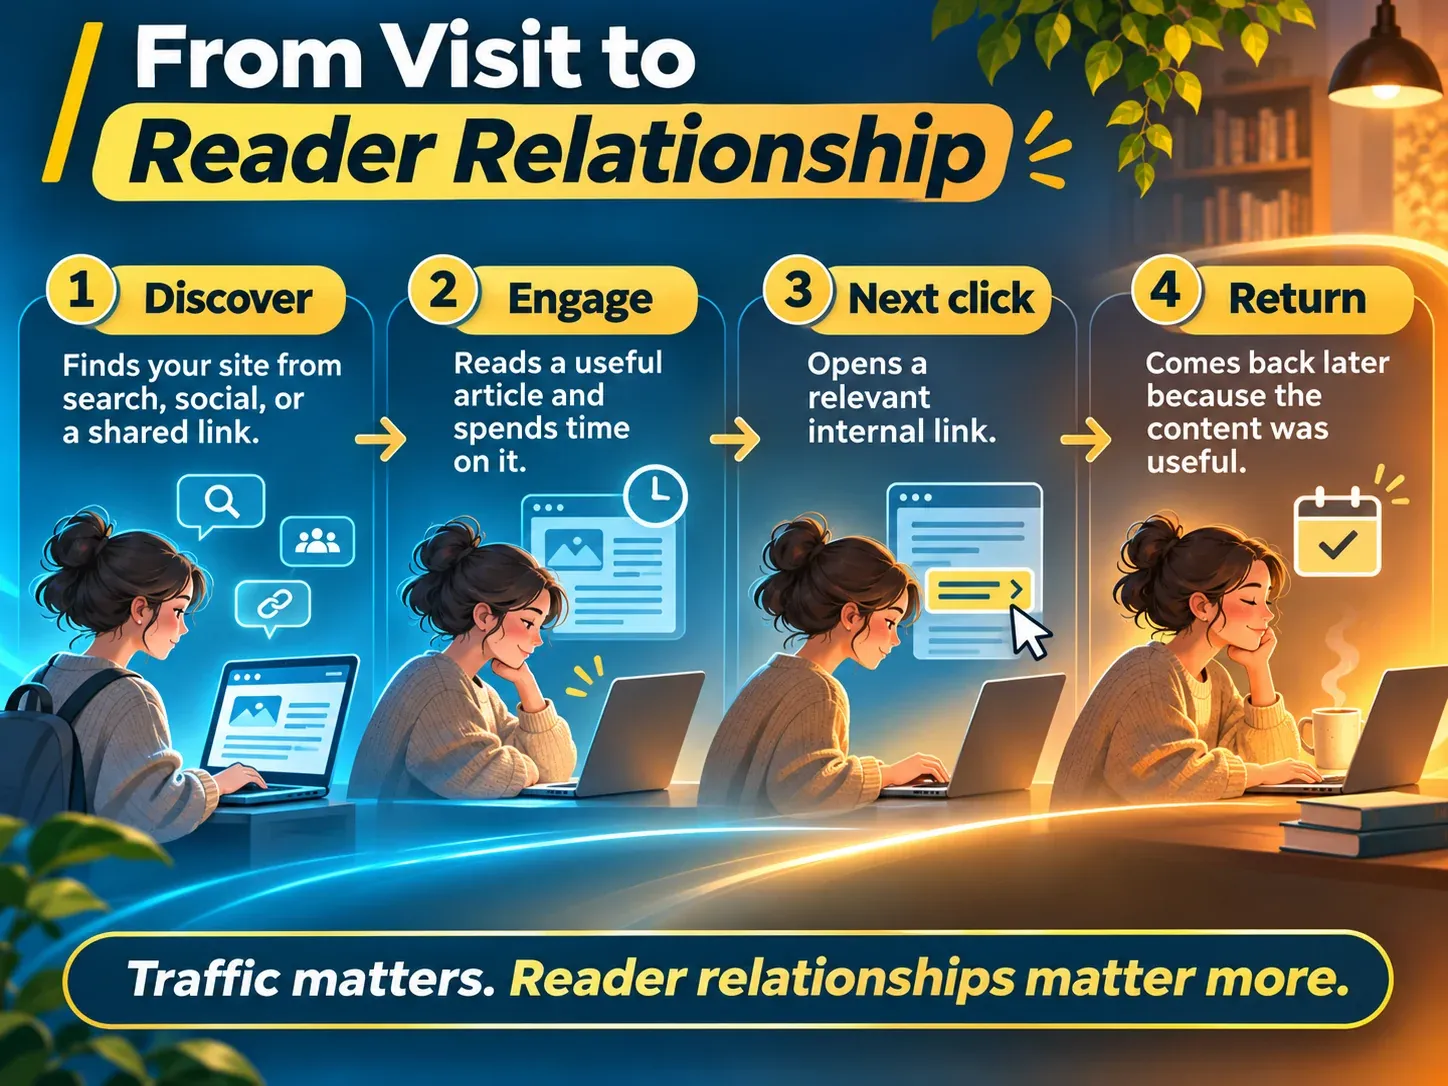 From Visit to
Reader Relationship
1 Discover
Finds your site from
search, social, or
a shared link.
2 Engage
Reads a useful
article and
spends time
on it.
3 Next click
Opens a
relevant
internal link.
4 Return
Comes back later
because the
content was
useful.
Traffic matters. Reader relationships matter more.